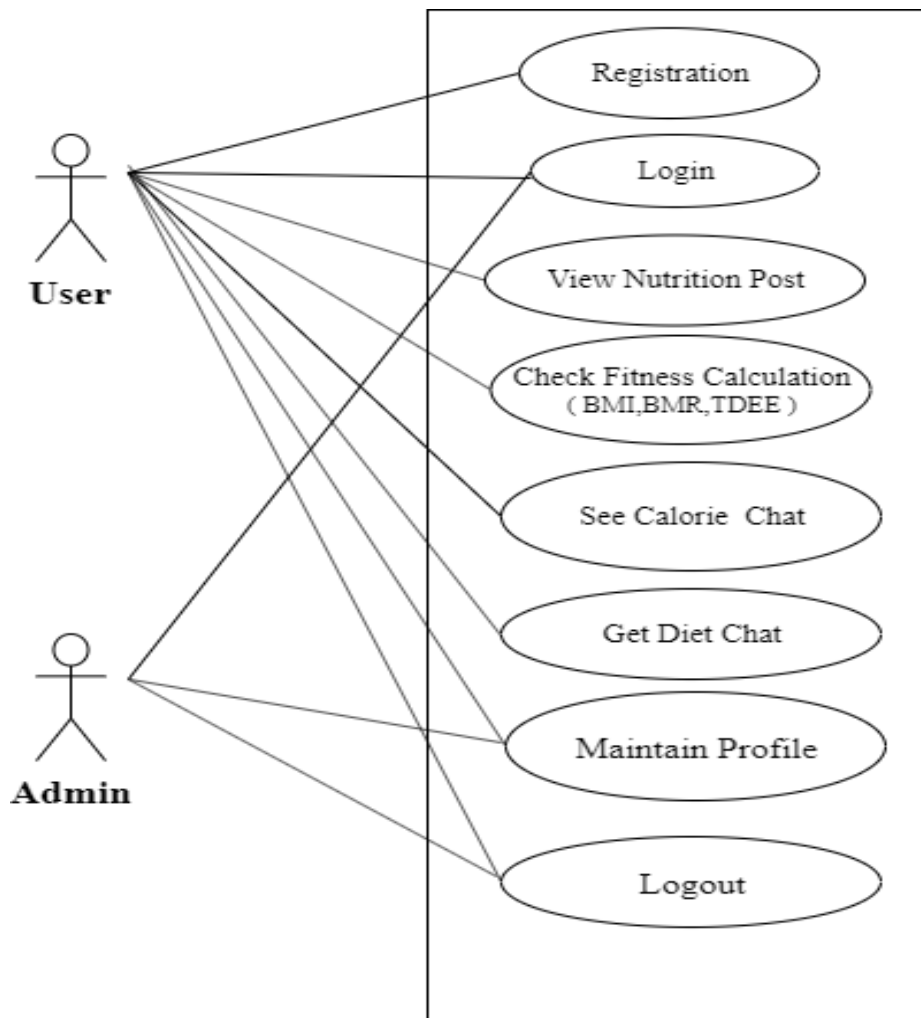 Registration
Login
User
View Nutrition Post
Check Fitness Calculation
( BMI,BMR,TDEE )
See Calorie Chat
Get Diet Chat
Admin
Maintain Profile
Logout